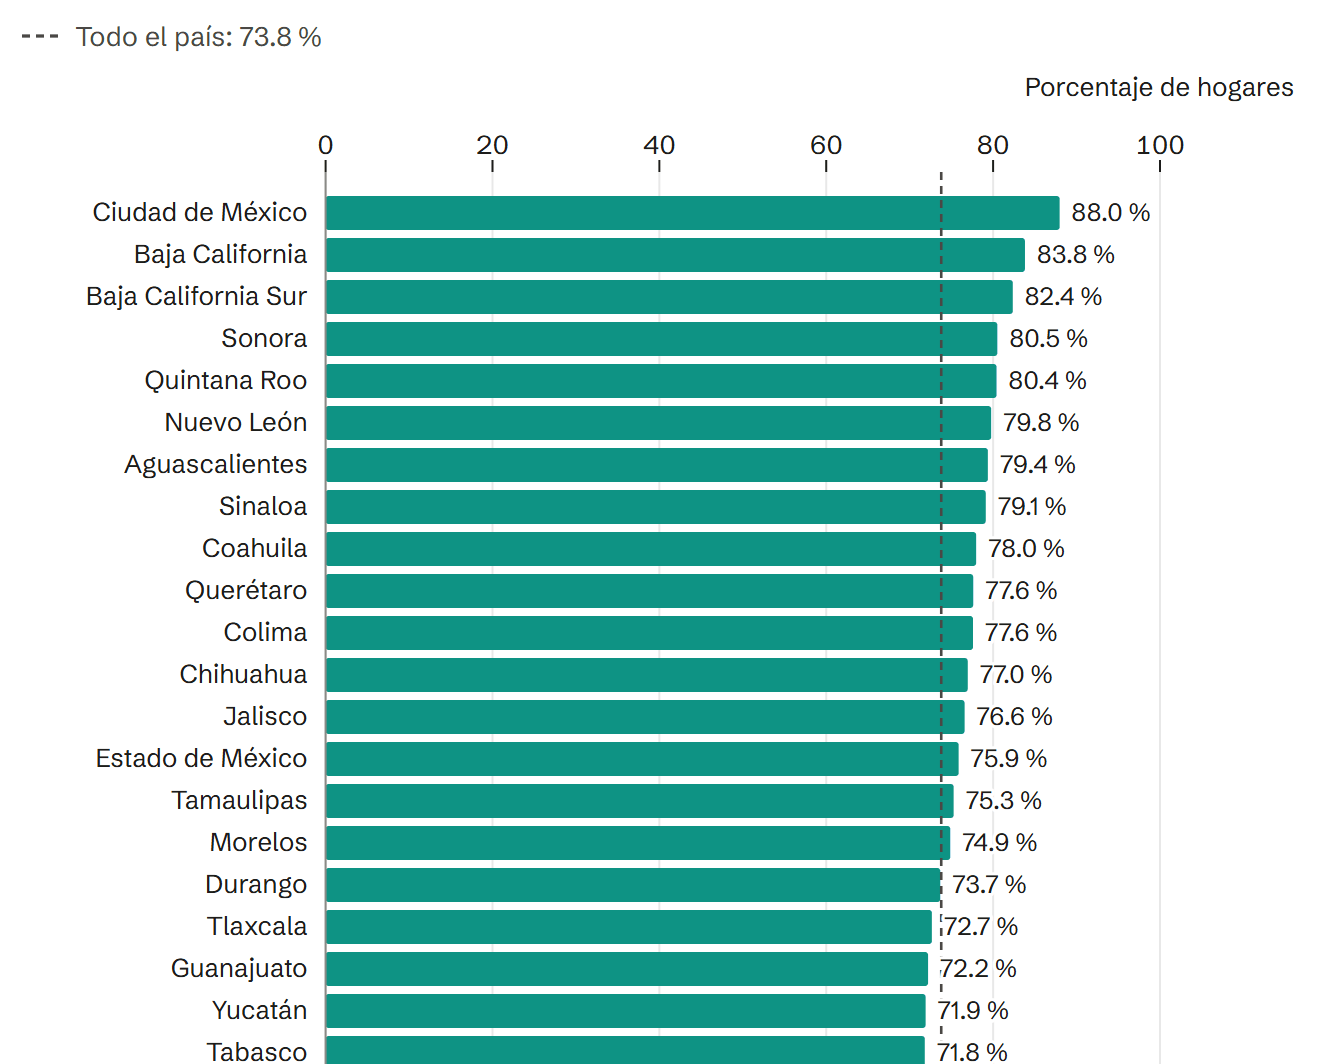 Todo el país: 73.8 %
Porcentaje de hogares
0 20 40 60 80 100
Ciudad de México 88.0 %
Baja California 83.8 %
Baja California Sur 82.4 %
Sonora 80.5 %
Quintana Roo 80.4 %
Nuevo León 79.8 %
Aguascalientes 79.4 %
Sinaloa 79.1 %
Coahuila 78.0 %
Querétaro 77.6 %
Colima 77.6 %
Chihuahua 77.0 %
Jalisco 76.6 %
Estado de México 75.9 %
Tamaulipas 75.3 %
Morelos 74.9 %
Durango 73.7 %
Tlaxcala 72.7 %
Guanajuato 72.2 %
Yucatán 71.9 %
Tabasco 71.8 %